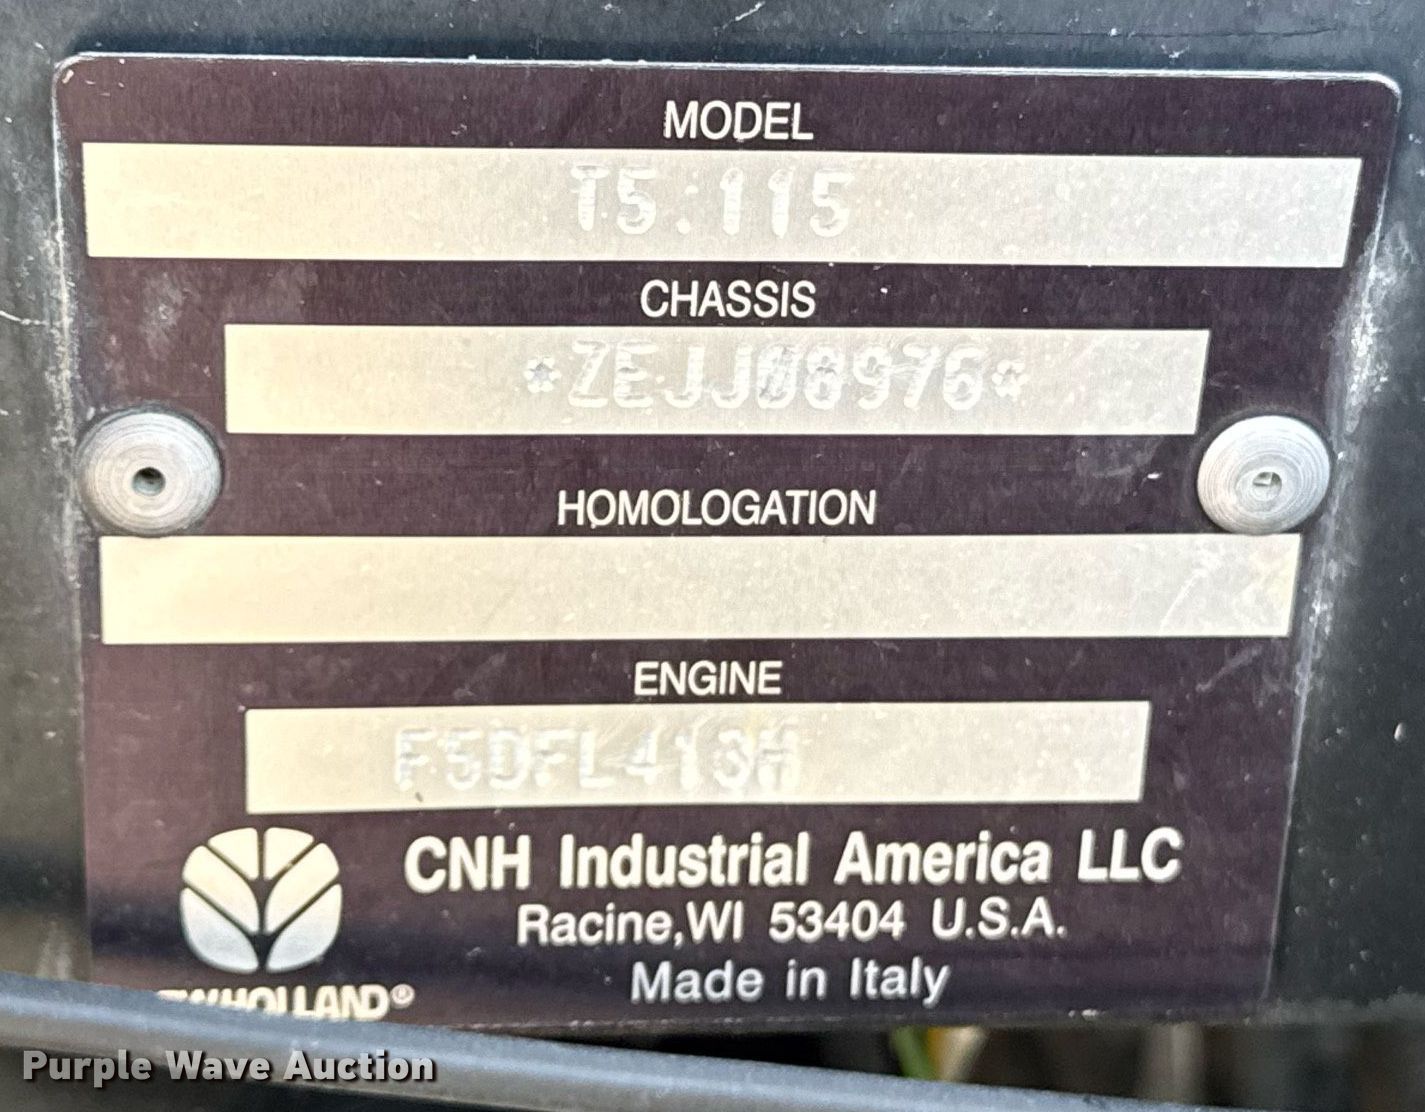 MODEL
T5.115
CHASSIS
*ZEJJ08976*
HOMOLOGATION
ENGINE
F5DFL413H
CNH Industrial America LLC
Racine,WI 53404 U.S.A.
Made in Italy
HOLLAND®
Purple Wave Auction